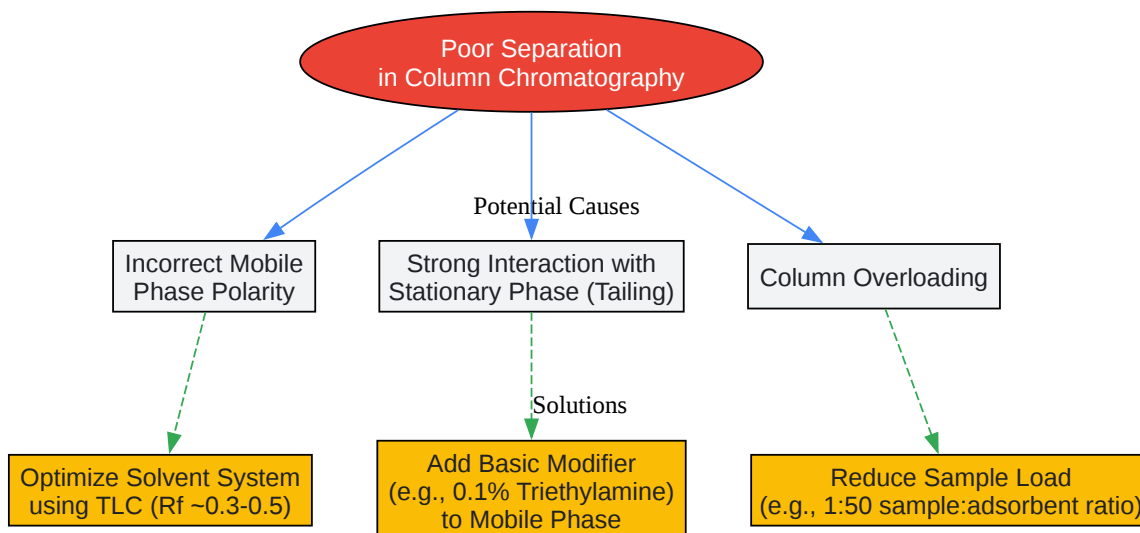 Poor Separation
in Column Chromatography
Potential Causes
Incorrect Mobile
Phase Polarity
Strong Interaction with
Stationary Phase (Tailing)
Column Overloading
Solutions
Optimize Solvent System
using TLC (Rf ~0.3-0.5)
Add Basic Modifier
(e.g., 0.1% Triethylamine)
to Mobile Phase
Reduce Sample Load
(e.g., 1:50 sample:adsorbent ratio)